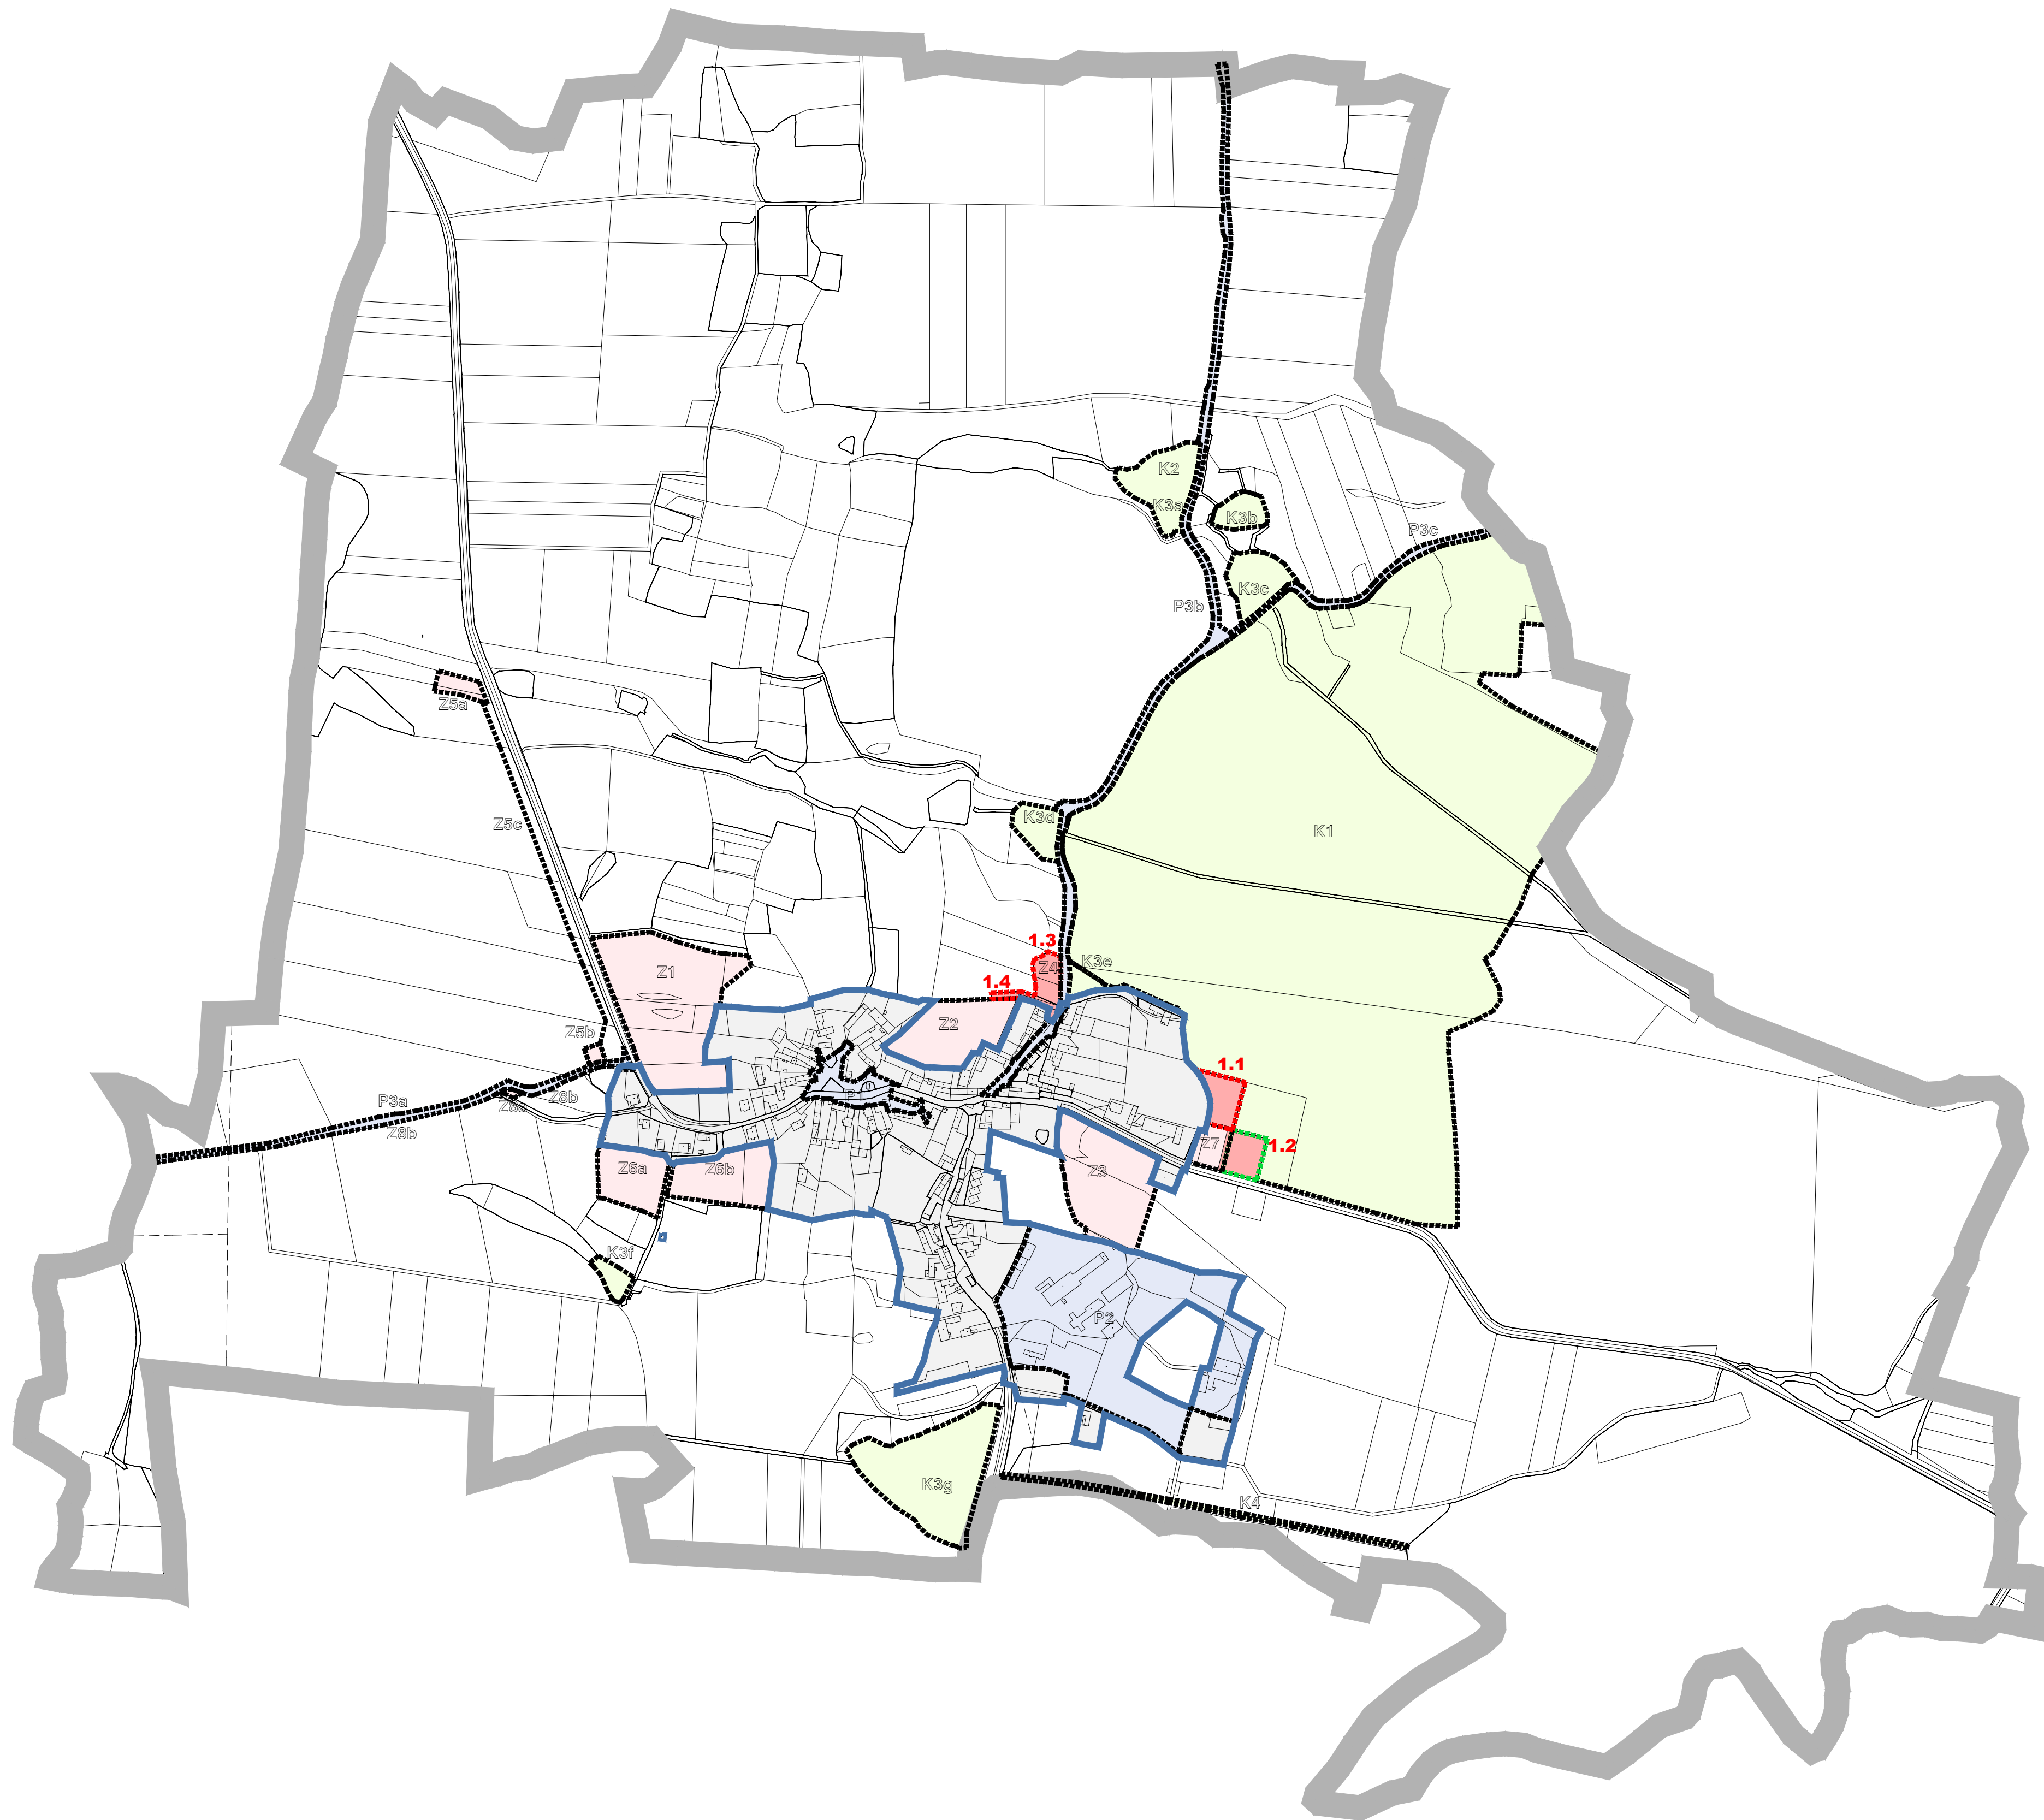 K2
K3a
K3b
P3c
K3c
P3b
Z5a
K3d
Z5c
K1
1.3
K3e
Z4
Z1
1.4
Z2
Z5b
1.1
P1
Z8b
P3a
Z8a
Z8b
1.2
Z7
Z6a
Z6b
Z3
K3f
P2
K3g
K4